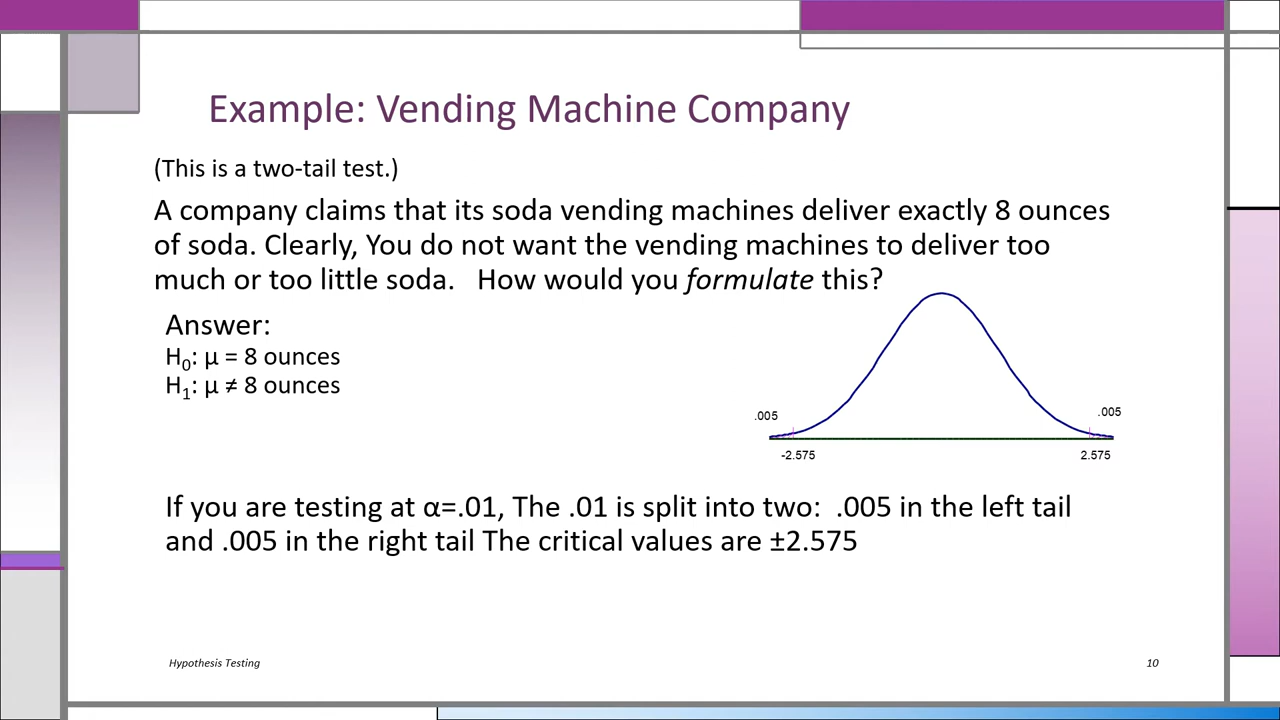 Example: Vending Machine Company
(This is a two-tail test.)
A company claims that its soda vending machines deliver exactly 8 ounces
of soda. Clearly, You do not want the vending machines to deliver too
much or too little soda.   How would you formulate this?
Answer:
H₀: μ = 8 ounces
H₁: μ ≠ 8 ounces
.005
.005
-2.575
2.575
If you are testing at α=.01, The .01 is split into two:  .005 in the left tail
and .005 in the right tail The critical values are ±2.575
Hypothesis Testing
10